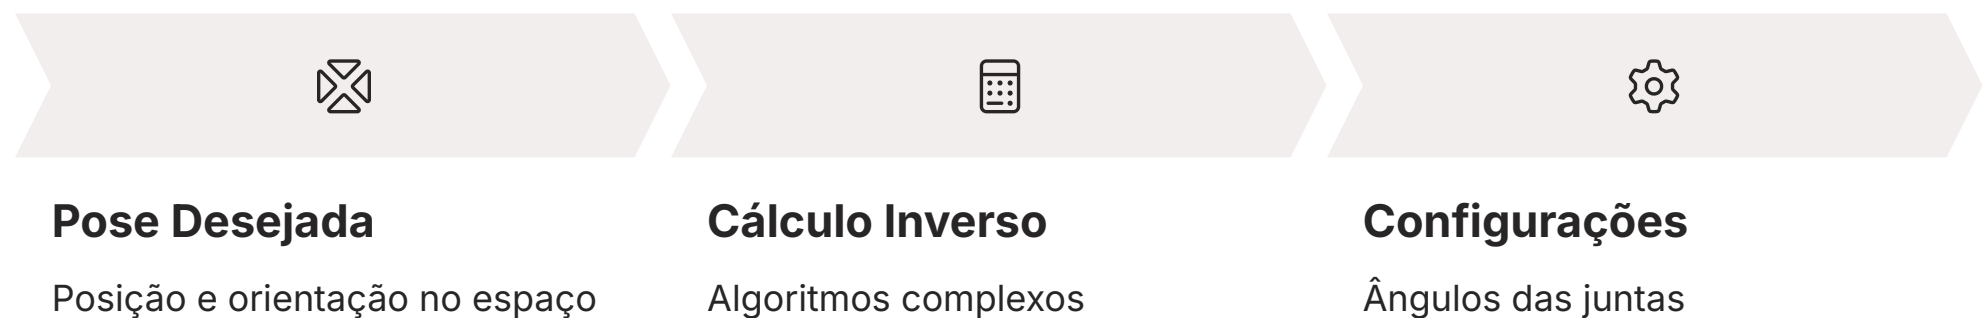 Pose Desejada
Posição e orientação no espaço
Cálculo Inverso
Algoritmos complexos
Configurações
Ângulos das juntas